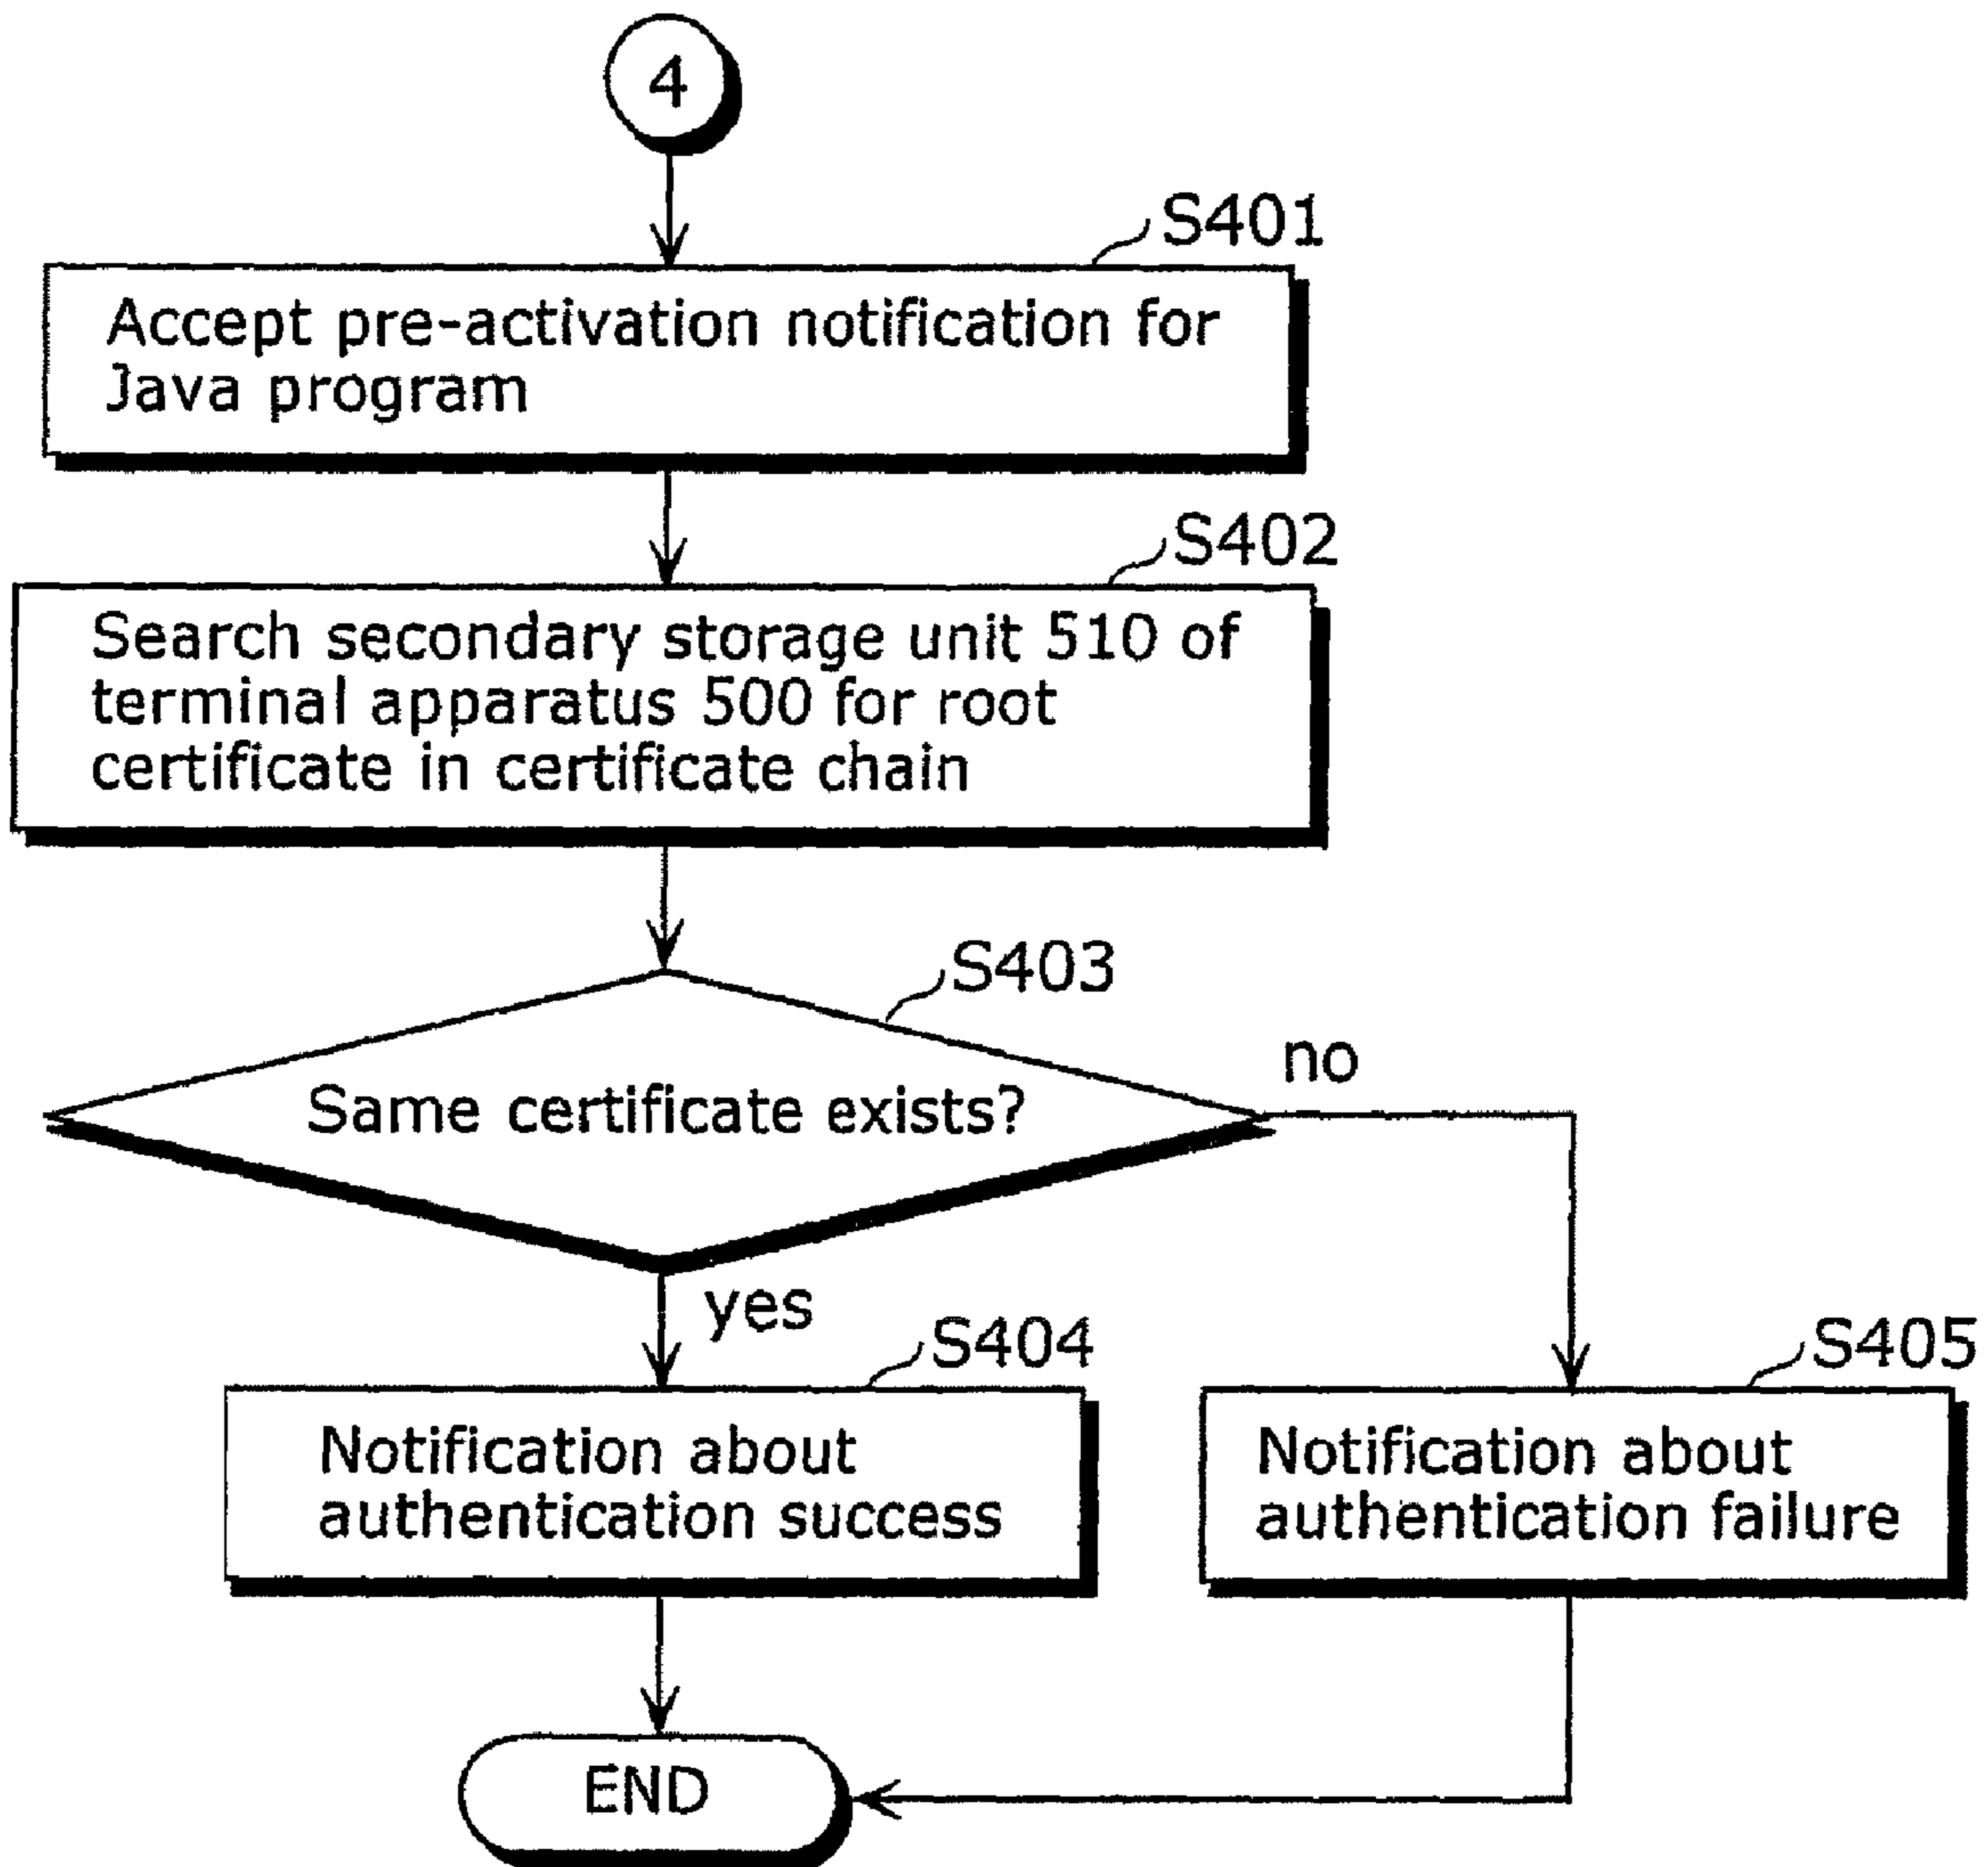 4
S401
Accept pre-activation notification for
Java program
S402
Search secondary storage unit 510 of
terminal apparatus 500 for root
certificate in certificate chain
S403
Same certificate exists?
no
yes
S404
Notification about
authentication success
S405
Notification about
authentication failure
END